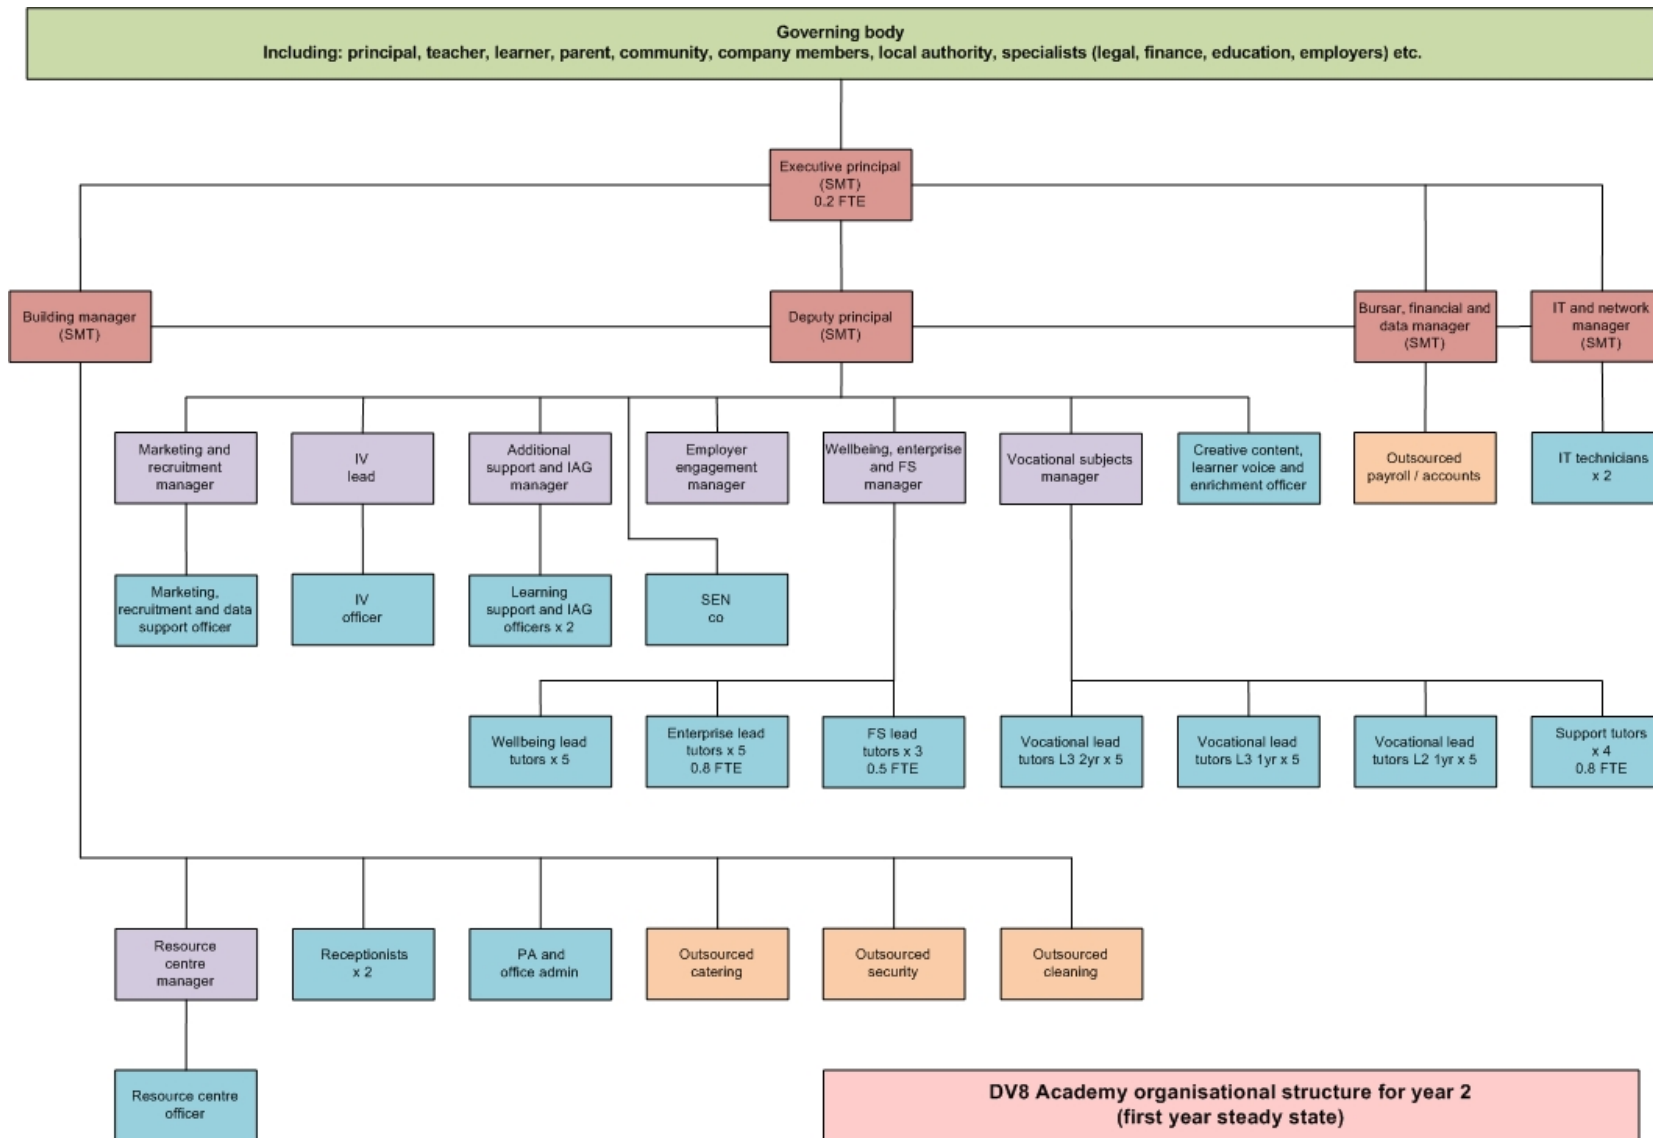 Governing body
Including: principal, teacher, learner, parent, community, company members, local authority, specialists (legal, finance, education, employers) etc.
Executive principal
(SMT)
0.2 FTE
Building manager
(SMT)
Deputy principal
(SMT)
Bursar, financial and
data manager
(SMT)
IT and network
manager
(SMT)
Marketing and
recruitment
manager
IV
lead
Additional
support and IAG
manager
Employer
engagement
manager
Wellbeing, enterprise
and FS
manager
Vocational subjects
manager
Creative content,
learner voice and
enrichment officer
Outsourced
payroll / accounts
IT technicians
x 2
Marketing,
recruitment and data
support officer
IV
officer
Learning
support and IAG
officers x 2
SEN
co
Wellbeing lead
tutors x 5
Enterprise lead
tutors x 5
0.8 FTE
FS lead
tutors x 3
0.5 FTE
Vocational lead
tutors L3 2yr x 5
Vocational lead
tutors L3 1yr x 5
Vocational lead
tutors L2 1yr x 5
Support tutors
x 4
0.8 FTE
Resource
centre
manager
Receptionists
x 2
PA and
office admin
Outsourced
catering
Outsourced
security
Outsourced
cleaning
Resource centre
officer
DV8 Academy organisational structure for year 2
(first year steady state)